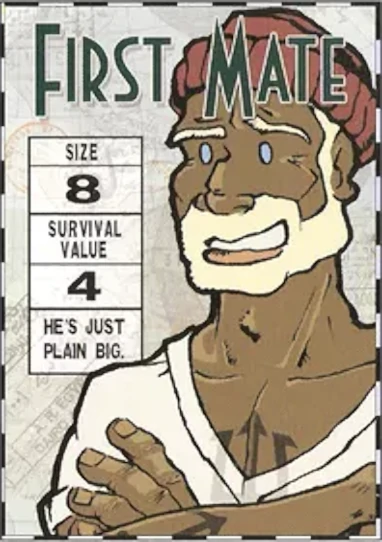 FIRST MATE
SIZE
8
SURVIVAL
VALUE
4
HE'S JUST
PLAIN BIG.